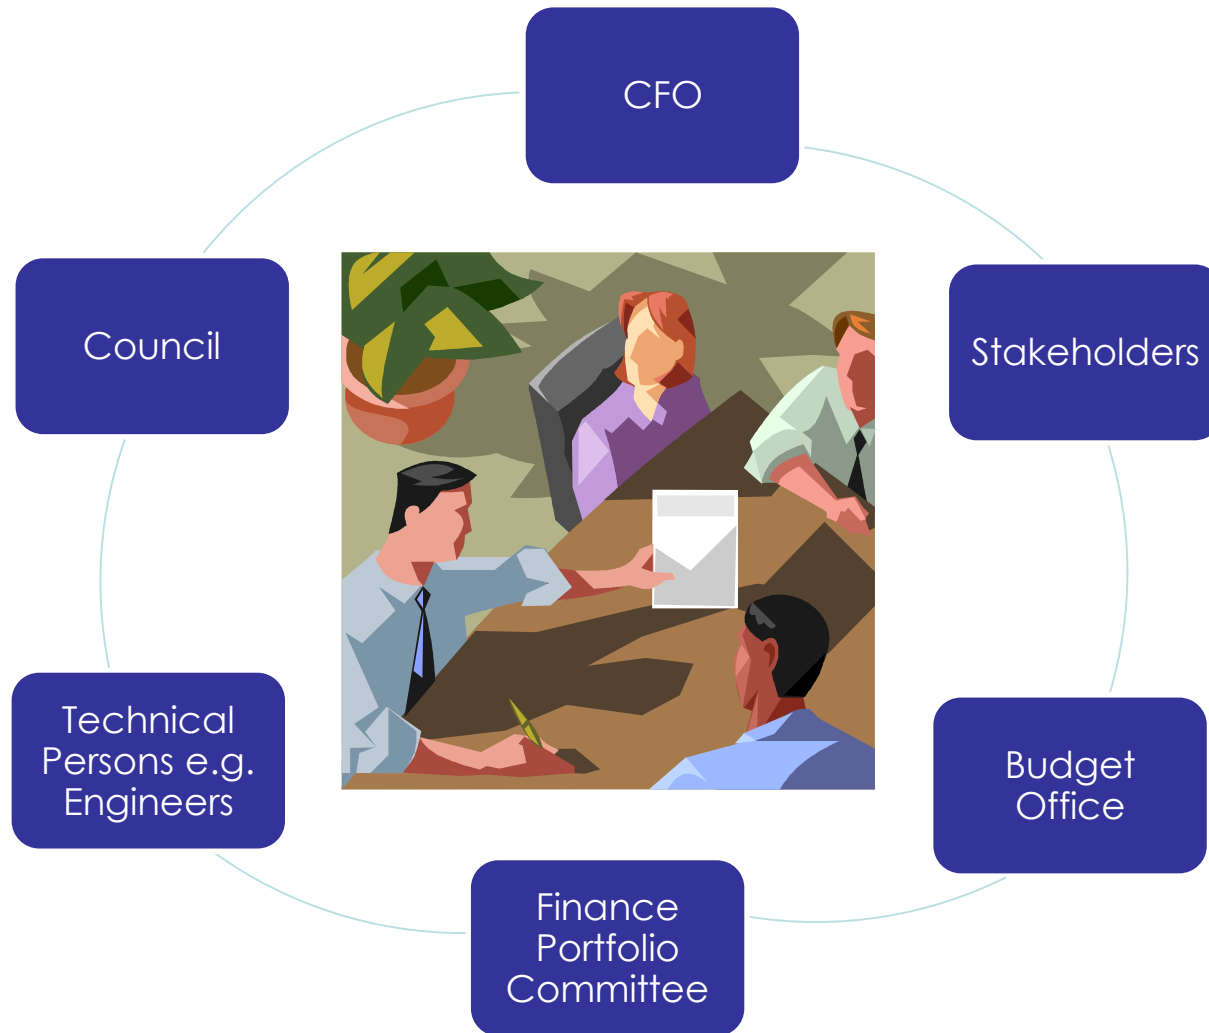 CFO
Council
Stakeholders
Technical
Persons e.g.
Engineers
Budget
Office
Finance
Portfolio
Committee